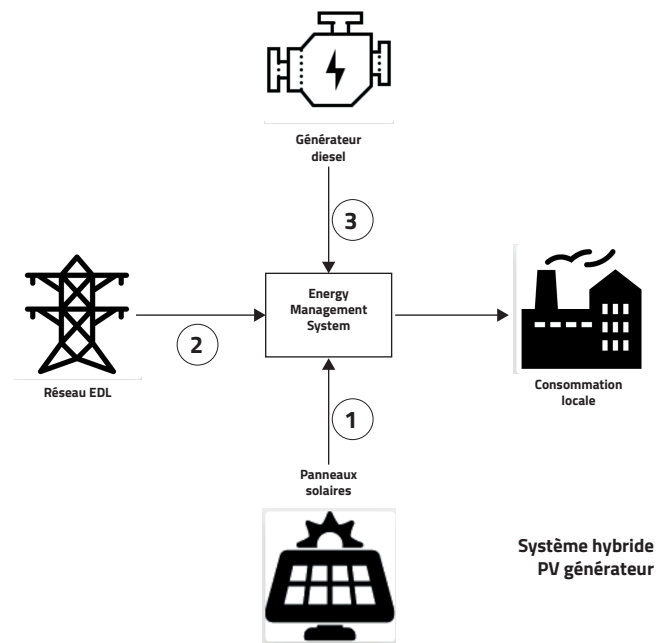 Générateur
diesel
3
Energy
Management
System
2
Réseau EDL
Consommation
locale
1
Panneaux
solaires
Système hybride
PV générateur